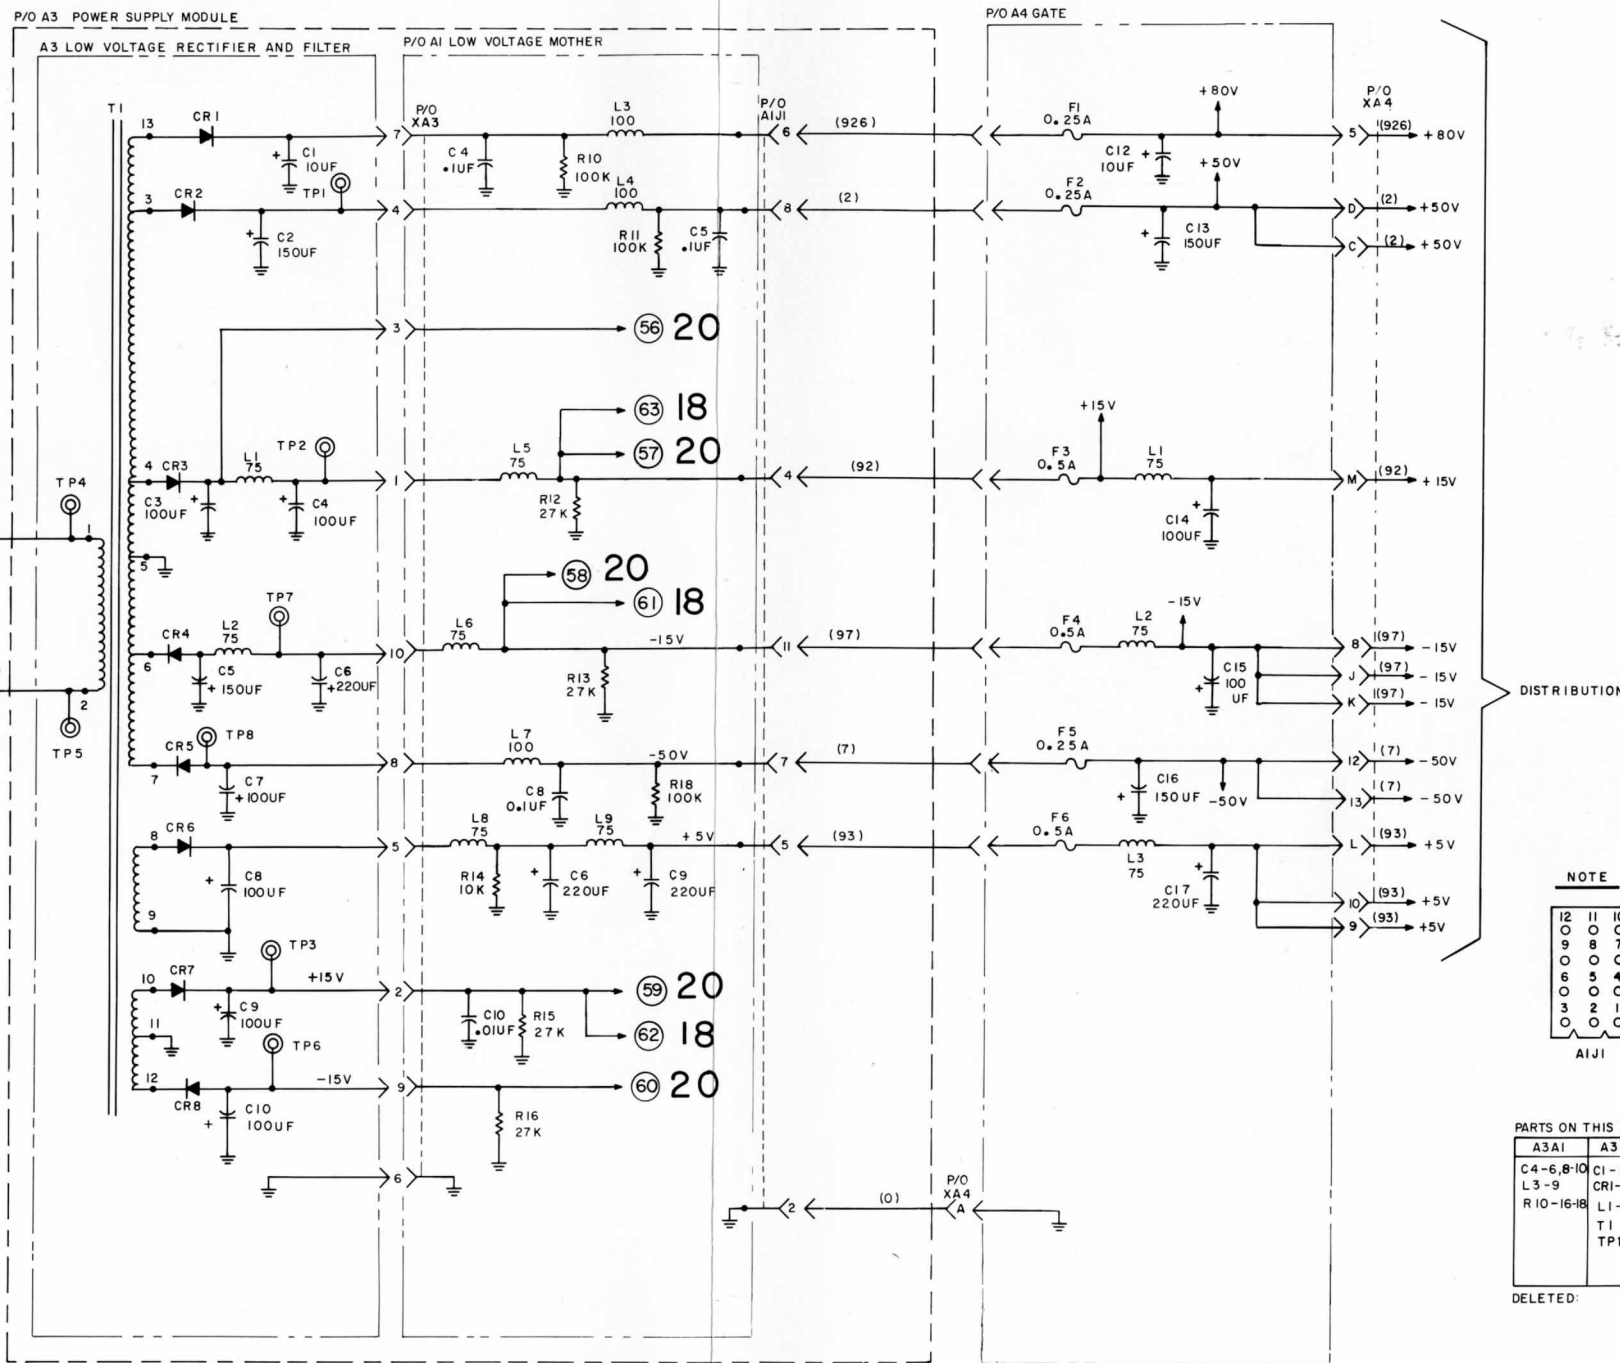 P/O A3 POWER SUPPLY MODULE
P/O A4 GATE
A3 LOW VOLTAGE RECTIFIER AND FILTER
P/O A1 LOW VOLTAGE MOTHER
T1
13
CR1
+
C1
10UF
7
P/O
XA3
C4
.1UF
R10
100K
L3
100
P/O
A1J1
6
(926)
F1
0.25A
C12
10UF
+
+80V
5
P/O
XA4
(926)
+80V
3
CR2
+
C2
150UF
TP1
4
L4
100
R11
100K
C5
.1UF
8
(2)
F2
0.25A
+
C13
150UF
+50V
D
(2)
+50V
C
(2)
+50V
3
56 20
63 18
57 20
4
CR3
C3
100UF
+
L1
75
+
C4
100UF
TP2
1
L5
75
R12
27K
4
(92)
F3
0.5A
+15V
L1
75
+
C14
100UF
M
(92)
+15V
TP4
1
5
58 20
61 18
6
CR4
C5
+ 150UF
L2
75
TP7
C6
+220UF
10
L6
75
-15V
R13
27K
11
(97)
F4
0.5A
L2
75
-15V
+
C15
100
UF
8
(97)
-15V
J
(97)
-15V
K
(97)
-15V
DISTRIBUTION
2
TP5
7
CR5
TP8
C7
+100UF
8
L7
100
C8
0.1UF
-50V
R18
100K
7
(7)
F5
0.25A
+
C16
150UF
-50V
12
(7)
-50V
13
(7)
-50V
8
CR6
+
C8
100UF
9
5
L8
75
R14
10K
+
C6
220UF
L9
75
+
C9
220UF
+5V
5
(93)
F6
0.5A
L3
75
+
C17
220UF
L
(93)
+5V
10
(93)
+5V
9
(93)
+5V
10
CR7
+
C9
100UF
TP3
+15V
2
C10
.01UF
R15
27K
59 20
62 18
11
12
CR8
+
C10
100UF
TP6
-15V
9
R16
27K
60 20
6
2
(0)
P/O
XA4
A
NOTE
12 11 10
9 8 7
6 5 4
3 2 1
A1J1
PARTS ON THIS
A3A1 A3
C4-6,8-10 C1-
L3-9 CR1-
R10-16-18 L1-
T1
TP1
DELETED: